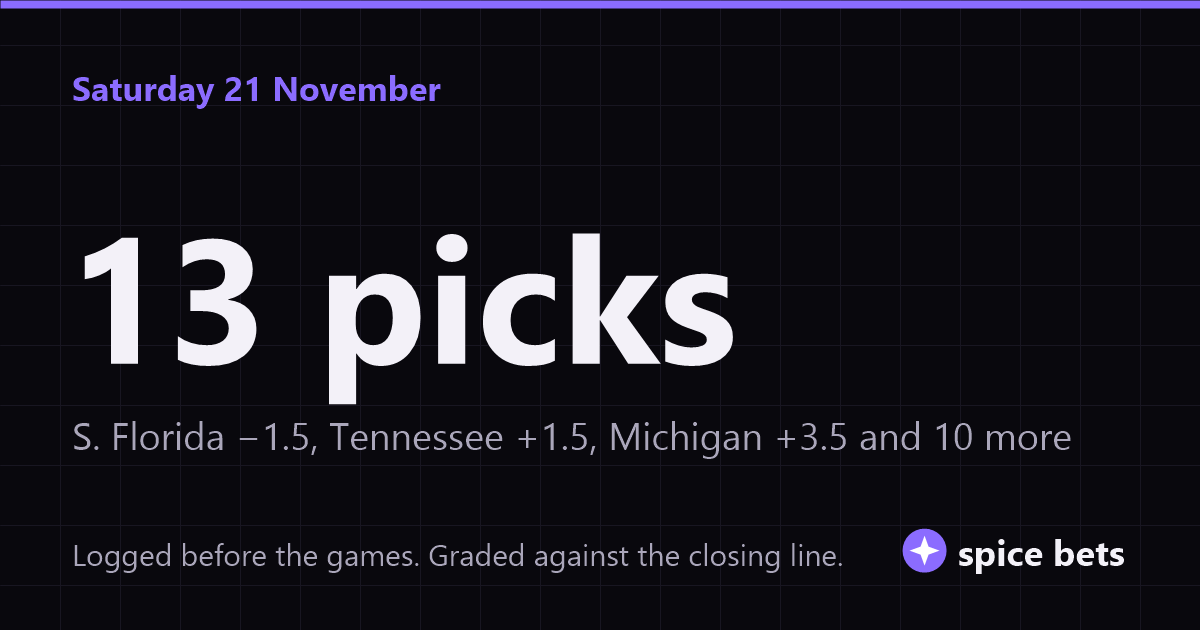 Saturday 21 November
13 picks
S. Florida −1.5, Tennessee +1.5, Michigan +3.5 and 10 more
Logged before the games. Graded against the closing line.
spice bets